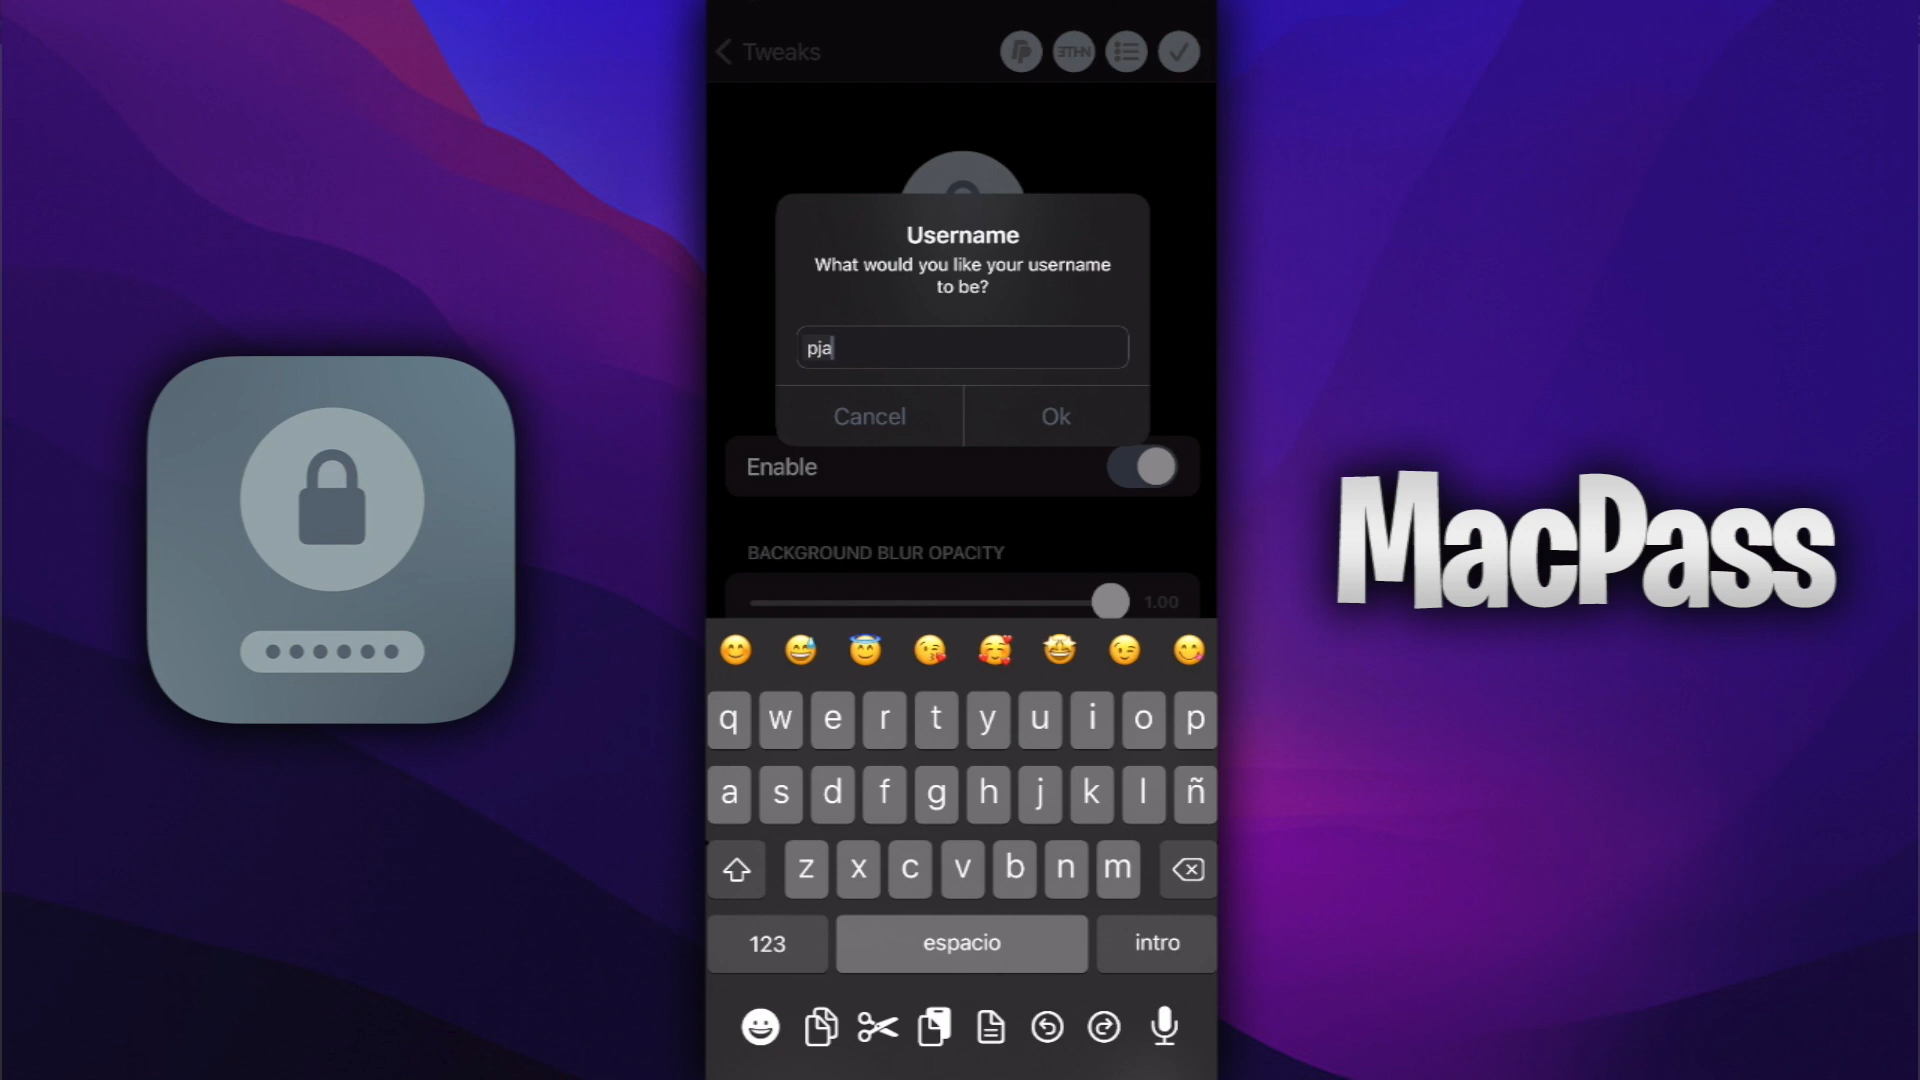 Tweaks
3THN
Username
What would you like your username
to be?
pja
Cancel
Ok
Enable
BACKGROUND BLUR OPACITY
1.00
q w e r t y u i o p
a s d f g h j k l ñ
z x c v b n m
123
espacio
intro
MacPass